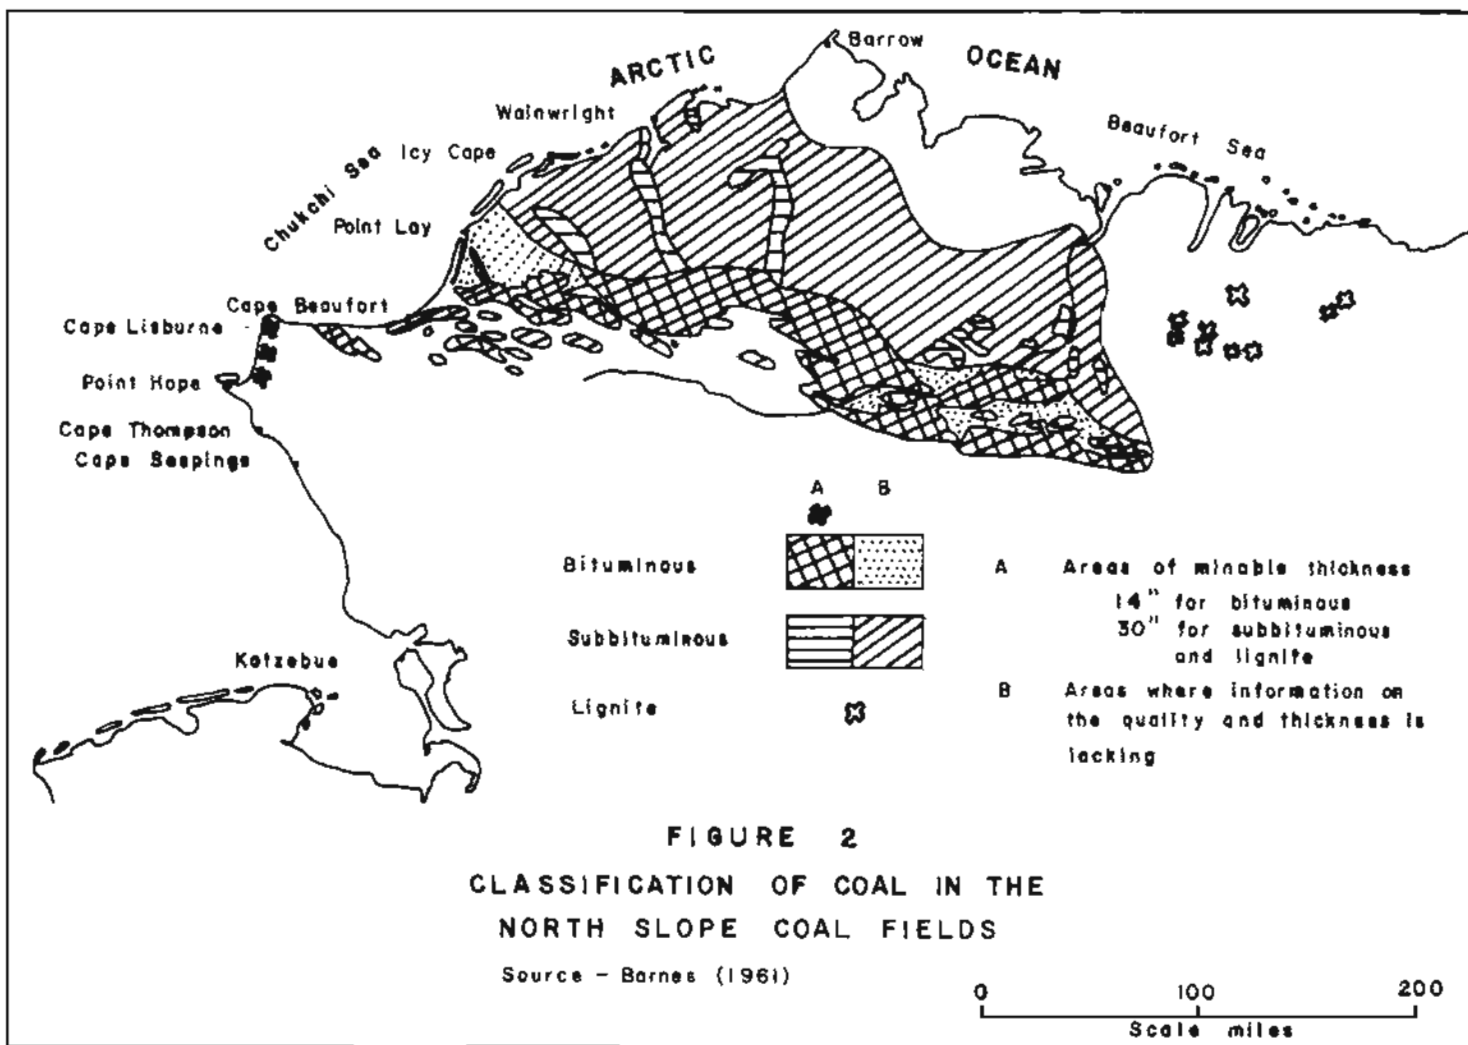 Barrow
ARCTIC
OCEAN
Wainwright
Beaufort Sea
Chukchi Sea
Icy Cape
Point Lay
Cape Beaufort
Cape Lisburne
Point Hope
Cape Thompson
Cape Seepings
A B
Bituminous
Subbituminous
Lignite
A Areas of minable thickness
14" for bituminous
30" for subbituminous
and lignite
B Areas where information on
the quality and thickness is
lacking
Kotzebue
FIGURE 2
CLASSIFICATION OF COAL IN THE
NORTH SLOPE COAL FIELDS
Source - Barnes (1961)
0 100 200
Scale miles